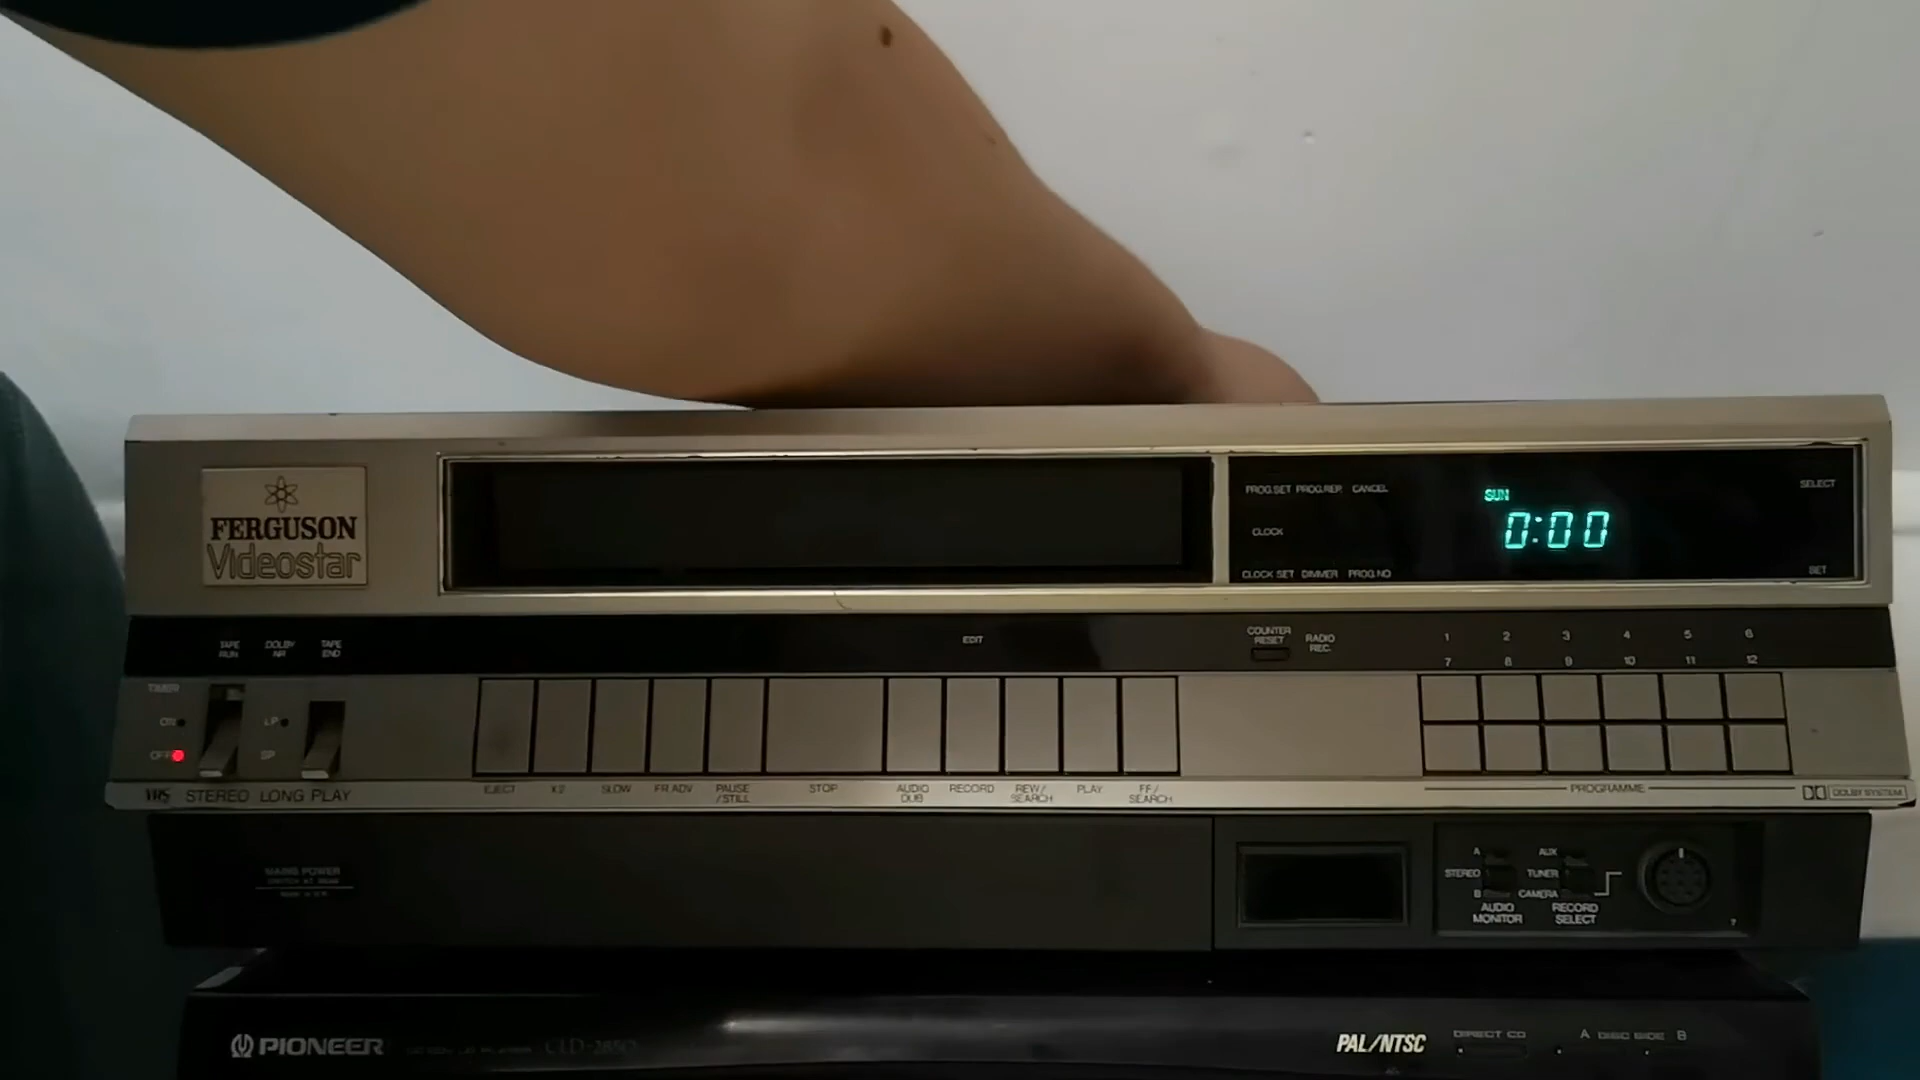 PROG.SET PROG.REP. CANCEL
SUN
SELECT
FERGUSON
Videostar
0:00
CLOCK
CLOCK SET DIMMER PROG.NO
SET
TAPE RUN
DOLBY NR
TAPE END
EDIT
COUNTER RESET
RADIO REC.
1 2 3 4 5 6
7 8 9 10 11 12
TIMER
ON
LP
OFF
SP
EJECT
X2
SLOW
FR ADV
PAUSE /STILL
STOP
AUDIO DUB
RECORD
REW/ SEARCH
PLAY
FF/ SEARCH
PROGRAMME
DOLBY SYSTEM
VHS STEREO LONG PLAY
MAINS POWER
A
AUX
STEREO
TUNER
B
CAMERA
AUDIO MONITOR
RECORD SELECT
PIONEER
PAL/NTSC
DIRECT CD
A DISC SIDE B